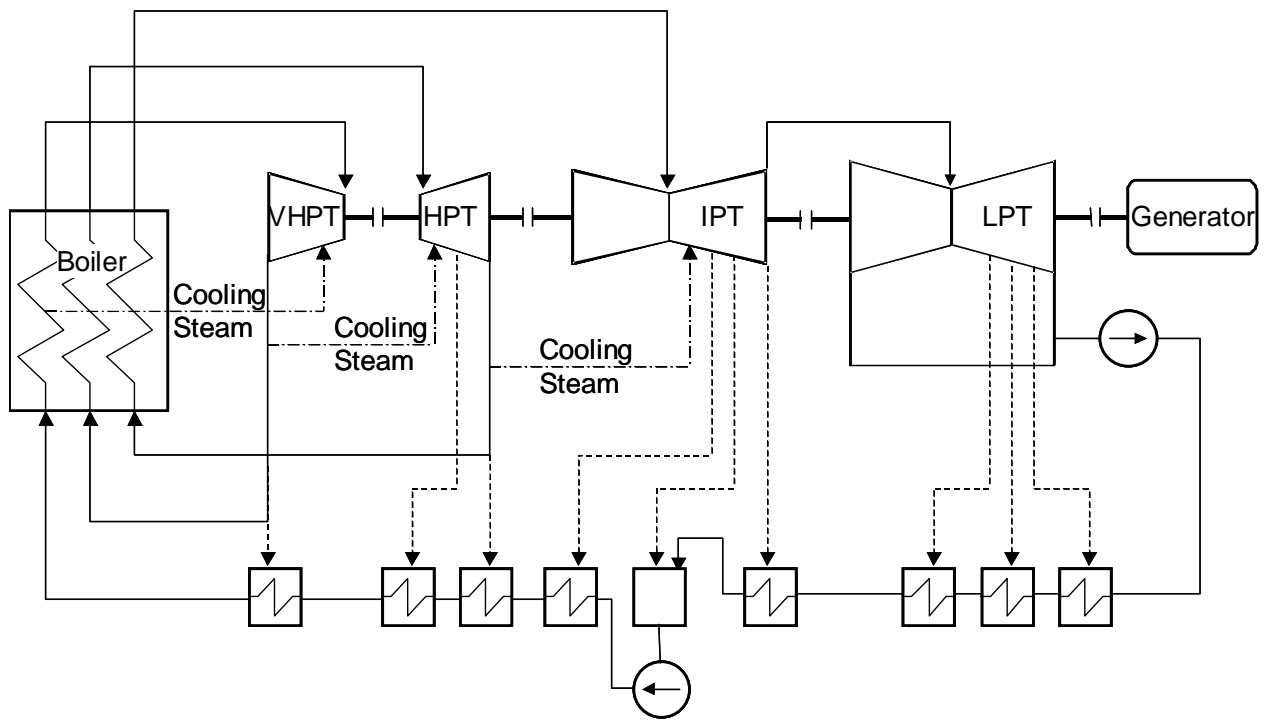 VHPT
HPT
IPT
LPT
Generator
Boiler
Cooling
Steam
Cooling
Steam
Cooling
Steam